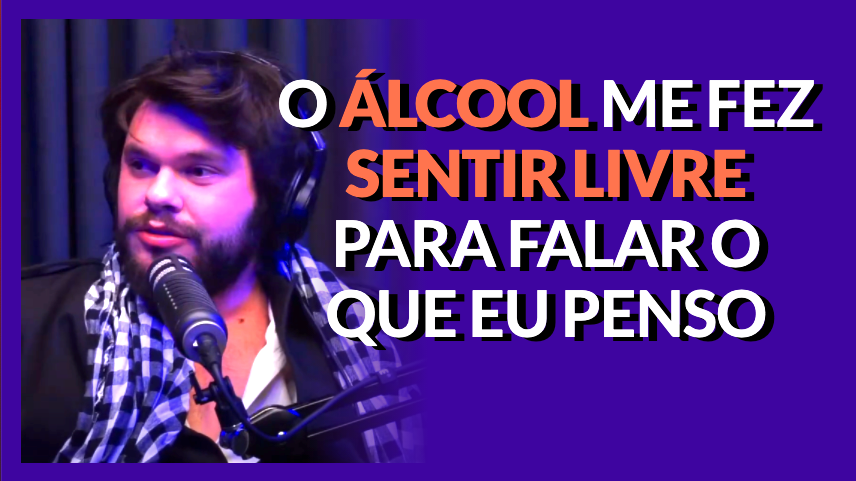 O ÁLCOOL ME FEZ
SENTIR LIVRE
PARA FALAR O
QUE EU PENSO